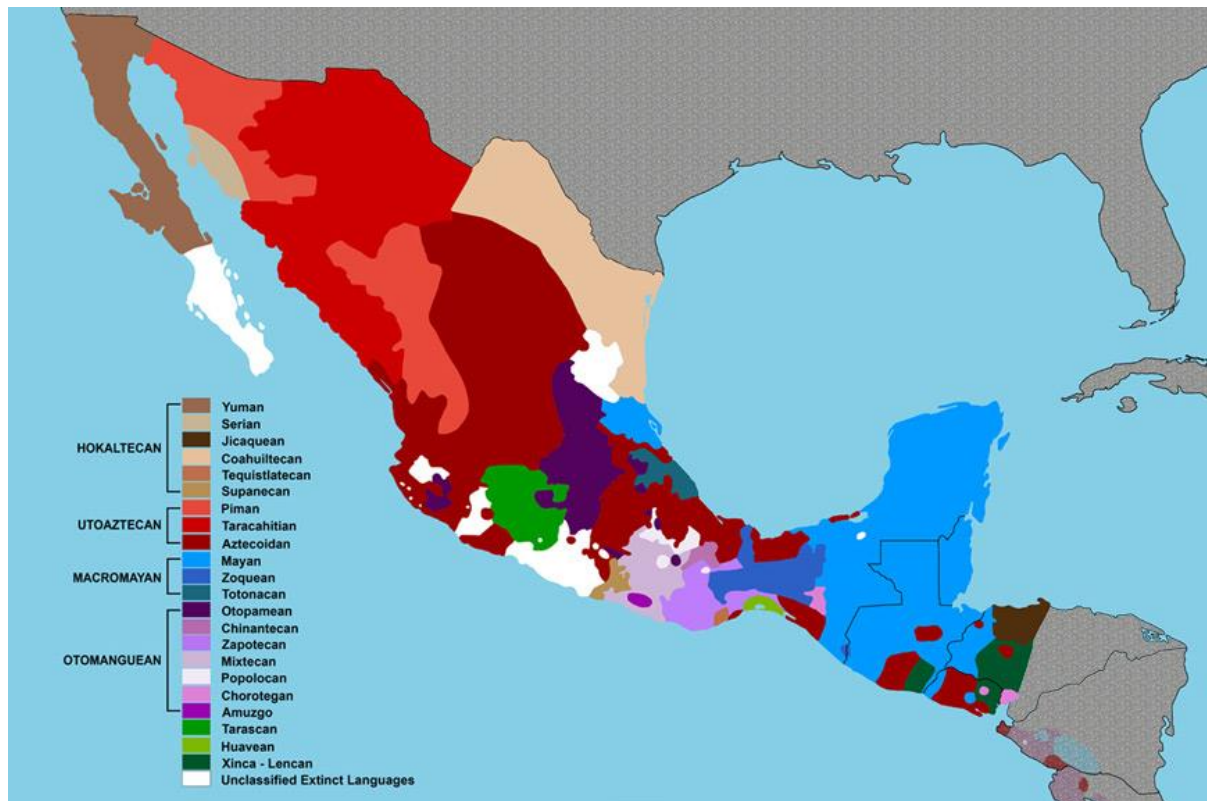 HOKALTECAN
Yuman
Serian
Jicaquean
Coahuiltecan
Tequistlatecan
Supanecan
UTOAZTECAN
Piman
Taracahitian
Aztecoidan
MACROMAYAN
Mayan
Zoquean
Totonacan
OTOMANGUEAN
Otopamean
Chinantecan
Zapotecan
Mixtecan
Popolocan
Chorotegan
Amuzgo
Tarascan
Huavean
Xinca - Lencan
Unclassified Extinct Languages